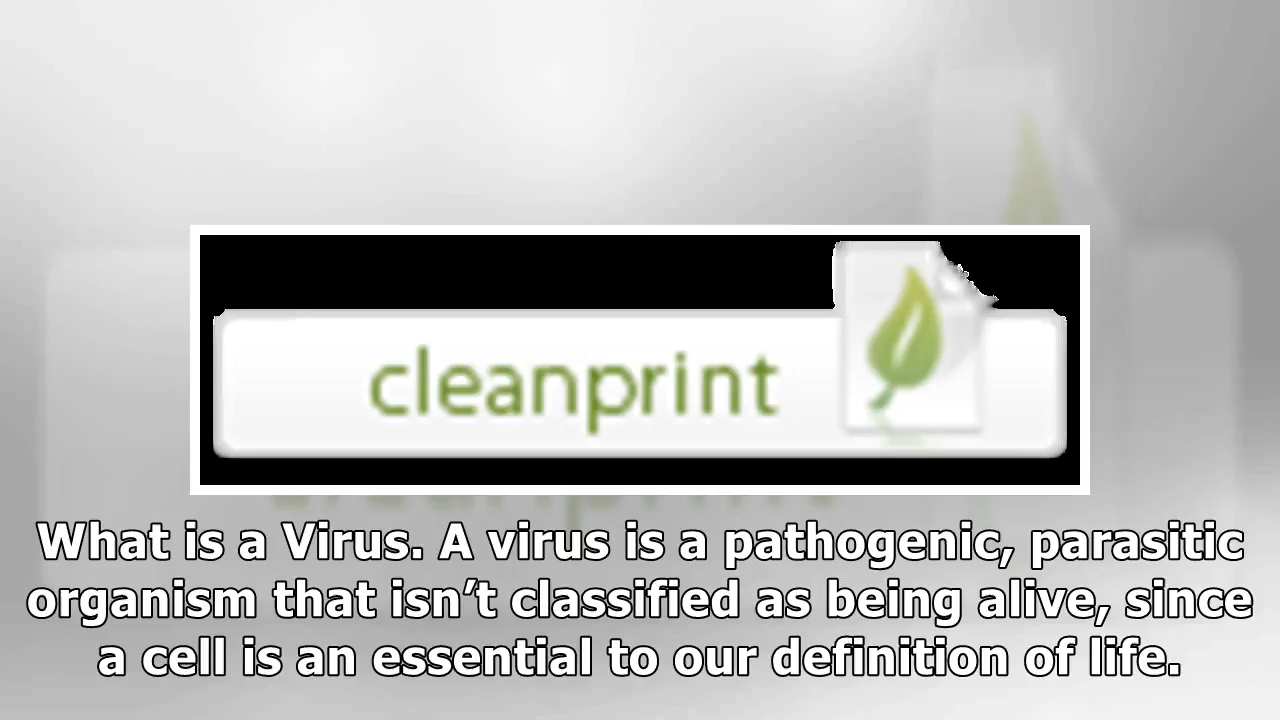 cleanprint
What is a Virus. A virus is a pathogenic, parasitic
organism that isn’t classified as being alive, since
a cell is an essential to our definition of life.